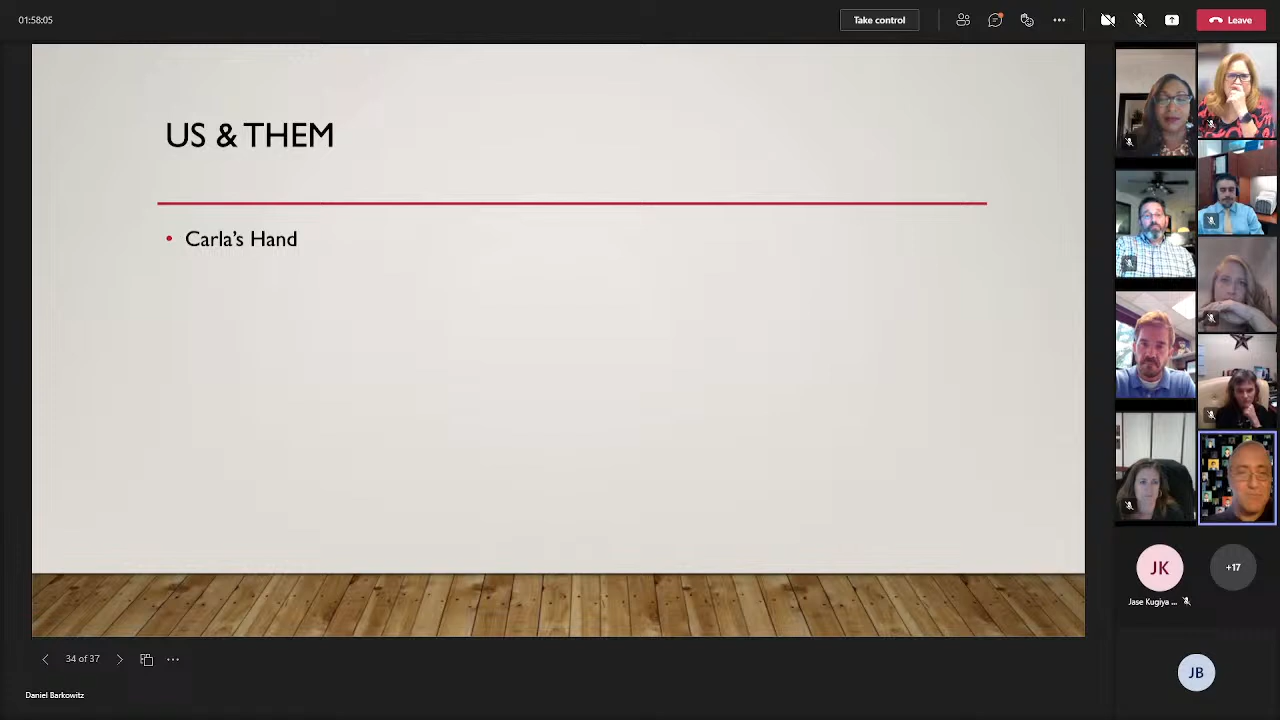 01:58:05
Take control
Leave
US & THEM
• Carla's Hand
JK
+17
Jase Kugiya ...
34 of 37
JB
Daniel Barkowitz